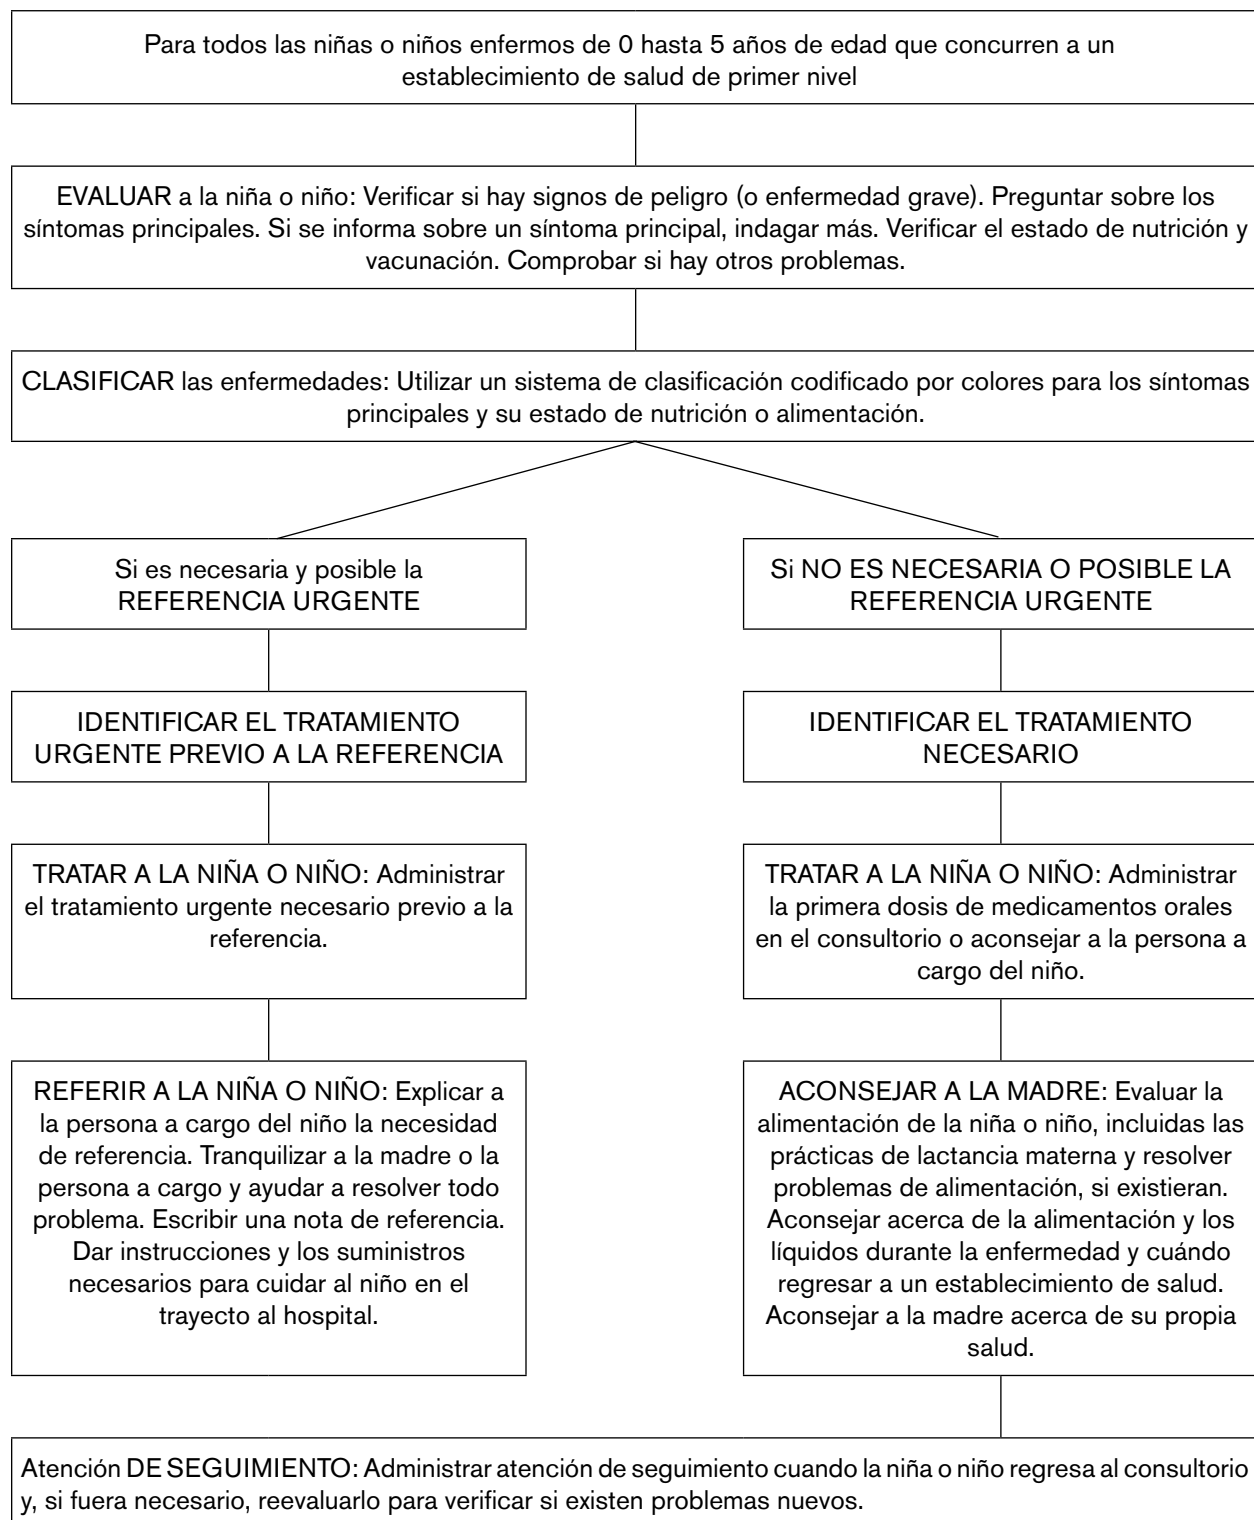 Para todos las niñas o niños enfermos de 0 hasta 5 años de edad que concurren a un
establecimiento de salud de primer nivel
EVALUAR a la niña o niño: Verificar si hay signos de peligro (o enfermedad grave). Preguntar sobre los
síntomas principales. Si se informa sobre un síntoma principal, indagar más. Verificar el estado de nutrición y
vacunación. Comprobar si hay otros problemas.
CLASIFICAR las enfermedades: Utilizar un sistema de clasificación codificado por colores para los síntomas
principales y su estado de nutrición o alimentación.
Si es necesaria y posible la
REFERENCIA URGENTE
IDENTIFICAR EL TRATAMIENTO
URGENTE PREVIO A LA REFERENCIA
TRATAR A LA NIÑA O NIÑO: Administrar
el tratamiento urgente necesario previo a la
referencia.
REFERIR A LA NIÑA O NIÑO: Explicar a
la persona a cargo del niño la necesidad
de referencia. Tranquilizar a la madre o la
persona a cargo y ayudar a resolver todo
problema. Escribir una nota de referencia.
Dar instrucciones y los suministros
necesarios para cuidar al niño en el
trayecto al hospital.
Si NO ES NECESARIA O POSIBLE LA
REFERENCIA URGENTE
IDENTIFICAR EL TRATAMIENTO
NECESARIO
TRATAR A LA NIÑA O NIÑO: Administrar
la primera dosis de medicamentos orales
en el consultorio o aconsejar a la persona a
cargo del niño.
ACONSEJAR A LA MADRE: Evaluar la
alimentación de la niña o niño, incluidas las
prácticas de lactancia materna y resolver
problemas de alimentación, si existieran.
Aconsejar acerca de la alimentación y los
líquidos durante la enfermedad y cuándo
regresar a un establecimiento de salud.
Aconsejar a la madre acerca de su propia
salud.
Atención DE SEGUIMIENTO: Administrar atención de seguimiento cuando la niña o niño regresa al consultorio
y, si fuera necesario, reevaluarlo para verificar si existen problemas nuevos.